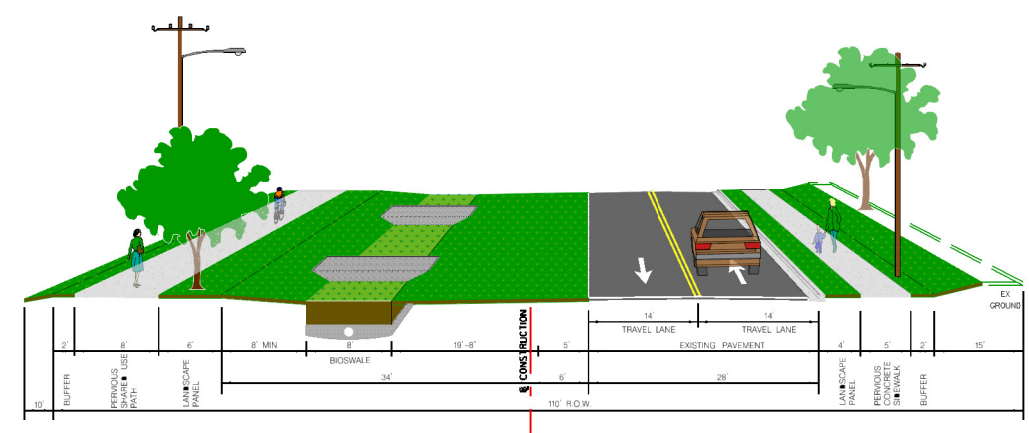 EX
GROUND
14'
14'
TRAVEL LANE
TRAVEL LANE
2'
8'
6'
8' MIN
8'
19'-8"
5'
EXISTING PAVEMENT
4'
5'
2'
15'
BIOSWALE
CONSTRUCTION
BUFFER
PERVIOUS
SHARED USE
PATH
LANDSCAPE
PANEL
34'
6'
28'
LANDSCAPE
PANEL
PERVIOUS
CONCRETE
SIDEWALK
BUFFER
10'
110' R.O.W.